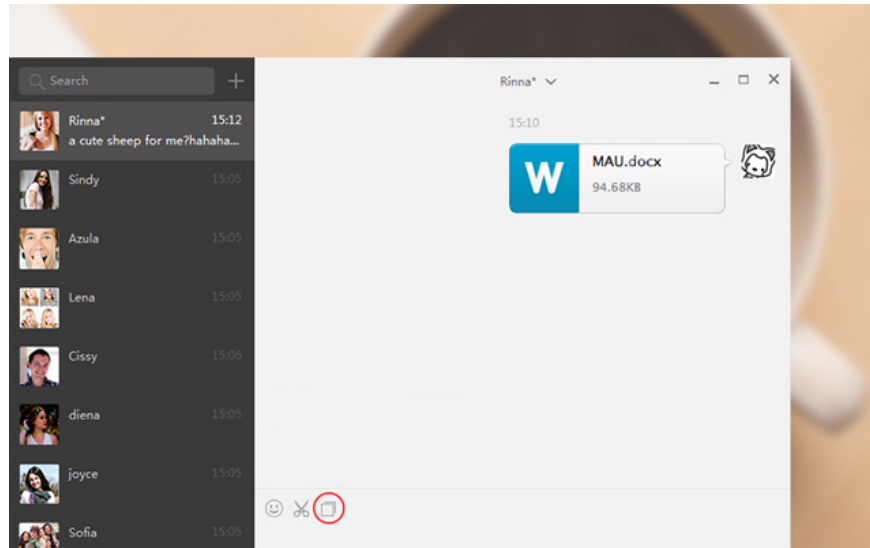 Search
Rinna* 15:12
a cute sheep for me?hahaha...
Sindy 15:05
Azula 15:05
Lena 15:05
Cissy 15:06
diena 15:05
joyce 15:05
Sofia 15:05
Rinna*
15:10
W
MAU.docx
94.68KB